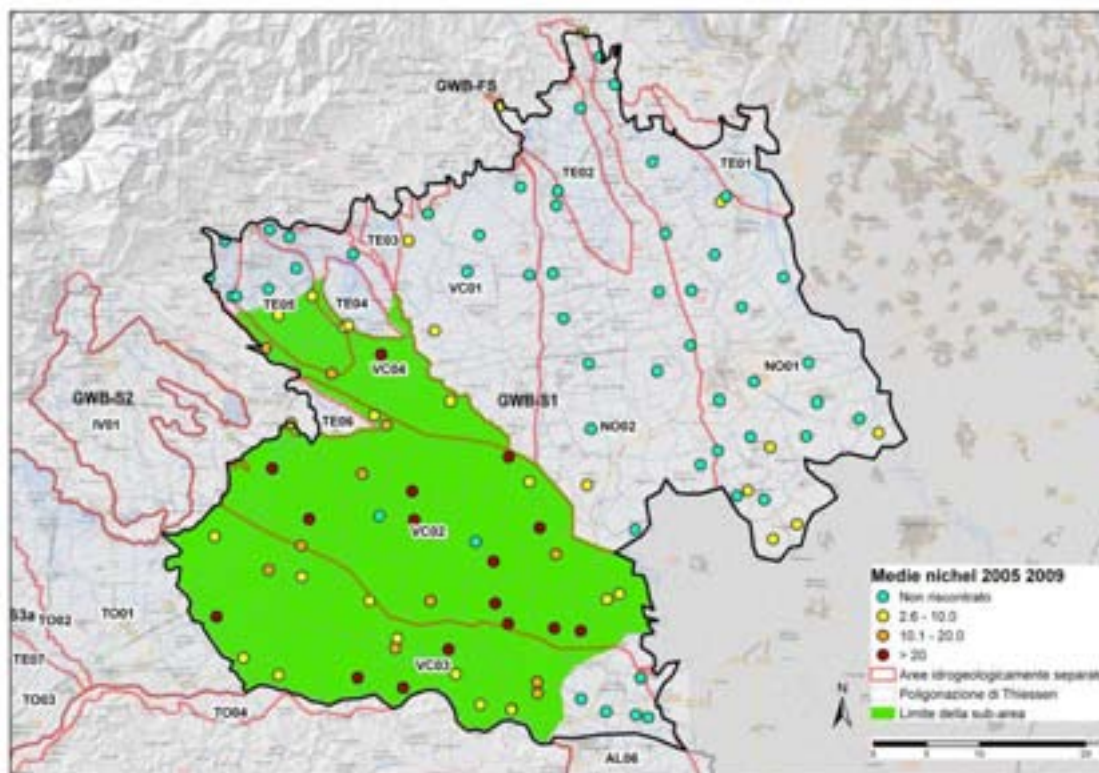 GWB-FS
TE01
TE02
TE03
VC01
TE05
TE04
VC04
NO01
GWB-S2
IV01
GWB-S1
TE06
NO02
VC02
TO01
S3a
TO02
TE07
TO03
VC03
TO04
AL06
Medie nichel 2005 2009
Non riscontrato
2.6 - 10.0
10.1 - 20.0
> 20
Aree idrogeologicamente separate
Poligonazione di Thiessen
Limite della sub-area
N